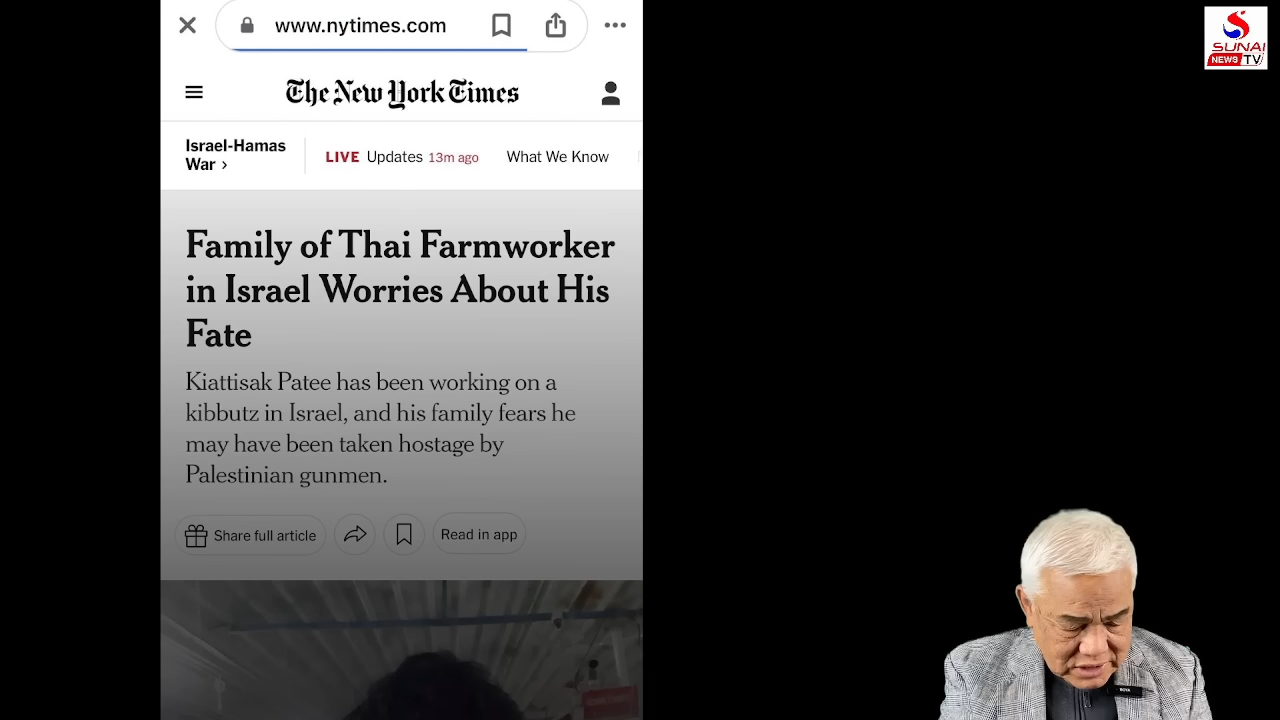 www.nytimes.com
SUNAI
NEWS TV
The New York Times
Israel-Hamas
War >
LIVE Updates 13m ago What We Know
Family of Thai Farmworker
in Israel Worries About His
Fate
Kiattisak Patee has been working on a
kibbutz in Israel, and his family fears he
may have been taken hostage by
Palestinian gunmen.
Share full article
Read in app